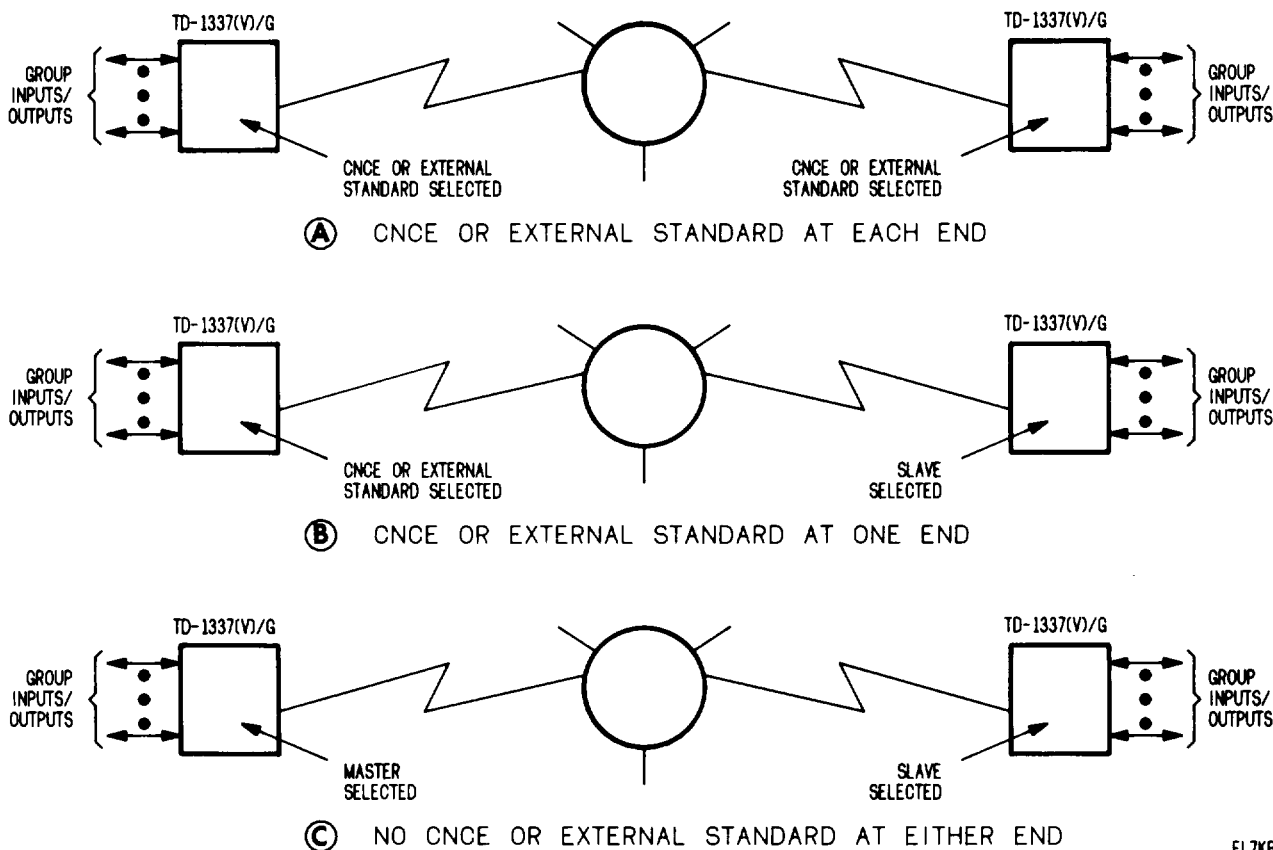 TD-1337(V)/G
TD-1337(V)/G
GROUP
INPUTS/
OUTPUTS
GROUP
INPUTS/
OUTPUTS
CNCE OR EXTERNAL
STANDARD SELECTED
CNCE OR EXTERNAL
STANDARD SELECTED
A CNCE OR EXTERNAL STANDARD AT EACH END
TD-1337(V)/G
TD-1337(V)/G
GROUP
INPUTS/
OUTPUTS
GROUP
INPUTS/
OUTPUTS
CNCE OR EXTERNAL
STANDARD SELECTED
SLAVE
SELECTED
B CNCE OR EXTERNAL STANDARD AT ONE END
TD-1337(V)/G
TD-1337(V)/G
GROUP
INPUTS/
OUTPUTS
GROUP
INPUTS/
OUTPUTS
MASTER
SELECTED
SLAVE
SELECTED
C NO CNCE OR EXTERNAL STANDARD AT EITHER END